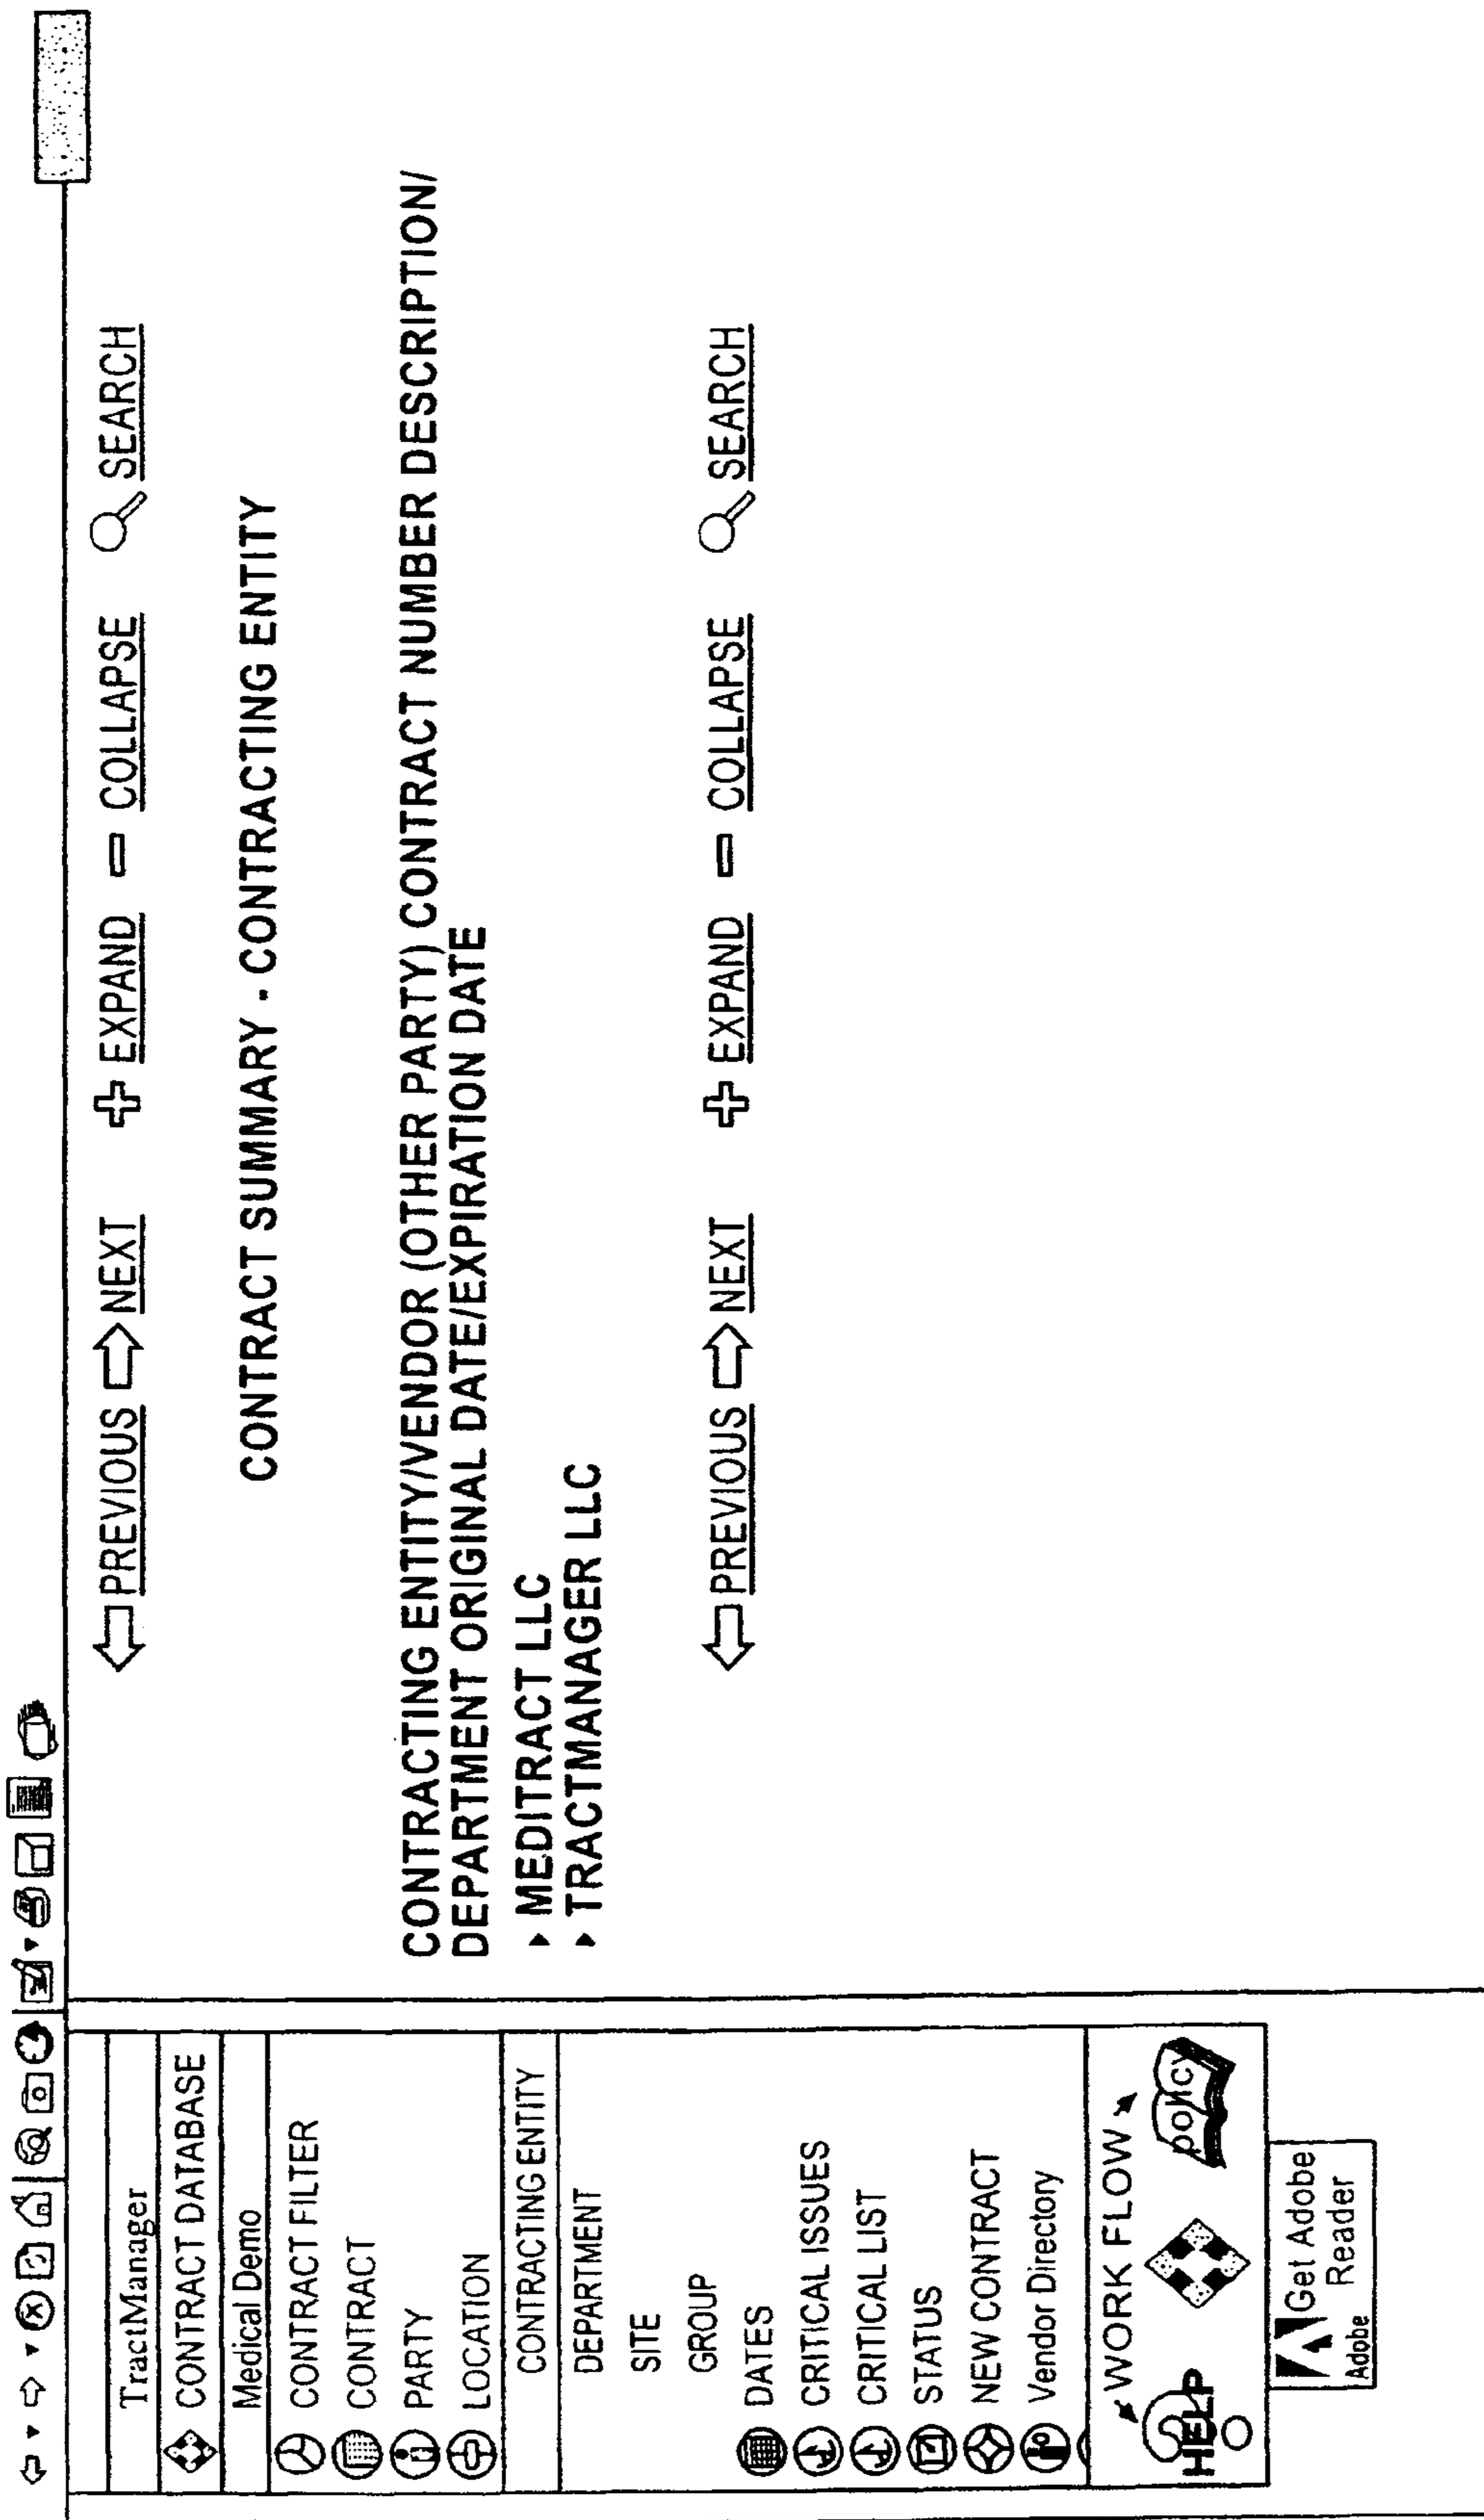 TractManager
CONTRACT DATABASE
Medical Demo
CONTRACT FILTER
CONTRACT
PARTY
LOCATION
CONTRACTING ENTITY
DEPARTMENT
SITE
GROUP
DATES
CRITICAL ISSUES
CRITICAL LIST
STATUS
NEW CONTRACT
Vendor Directory
WORK FLOW
HELP
policy
Get Adobe
Reader
Adobe
PREVIOUS NEXT EXPAND COLLAPSE SEARCH
CONTRACT SUMMARY - CONTRACTING ENTITY
CONTRACTING ENTITY/VENDOR (OTHER PARTY) CONTRACT NUMBER DESCRIPTION/
DEPARTMENT ORIGINAL DATE/EXPIRATION DATE
MEDITRACT LLC
TRACTMANAGER LLC
PREVIOUS NEXT EXPAND COLLAPSE SEARCH